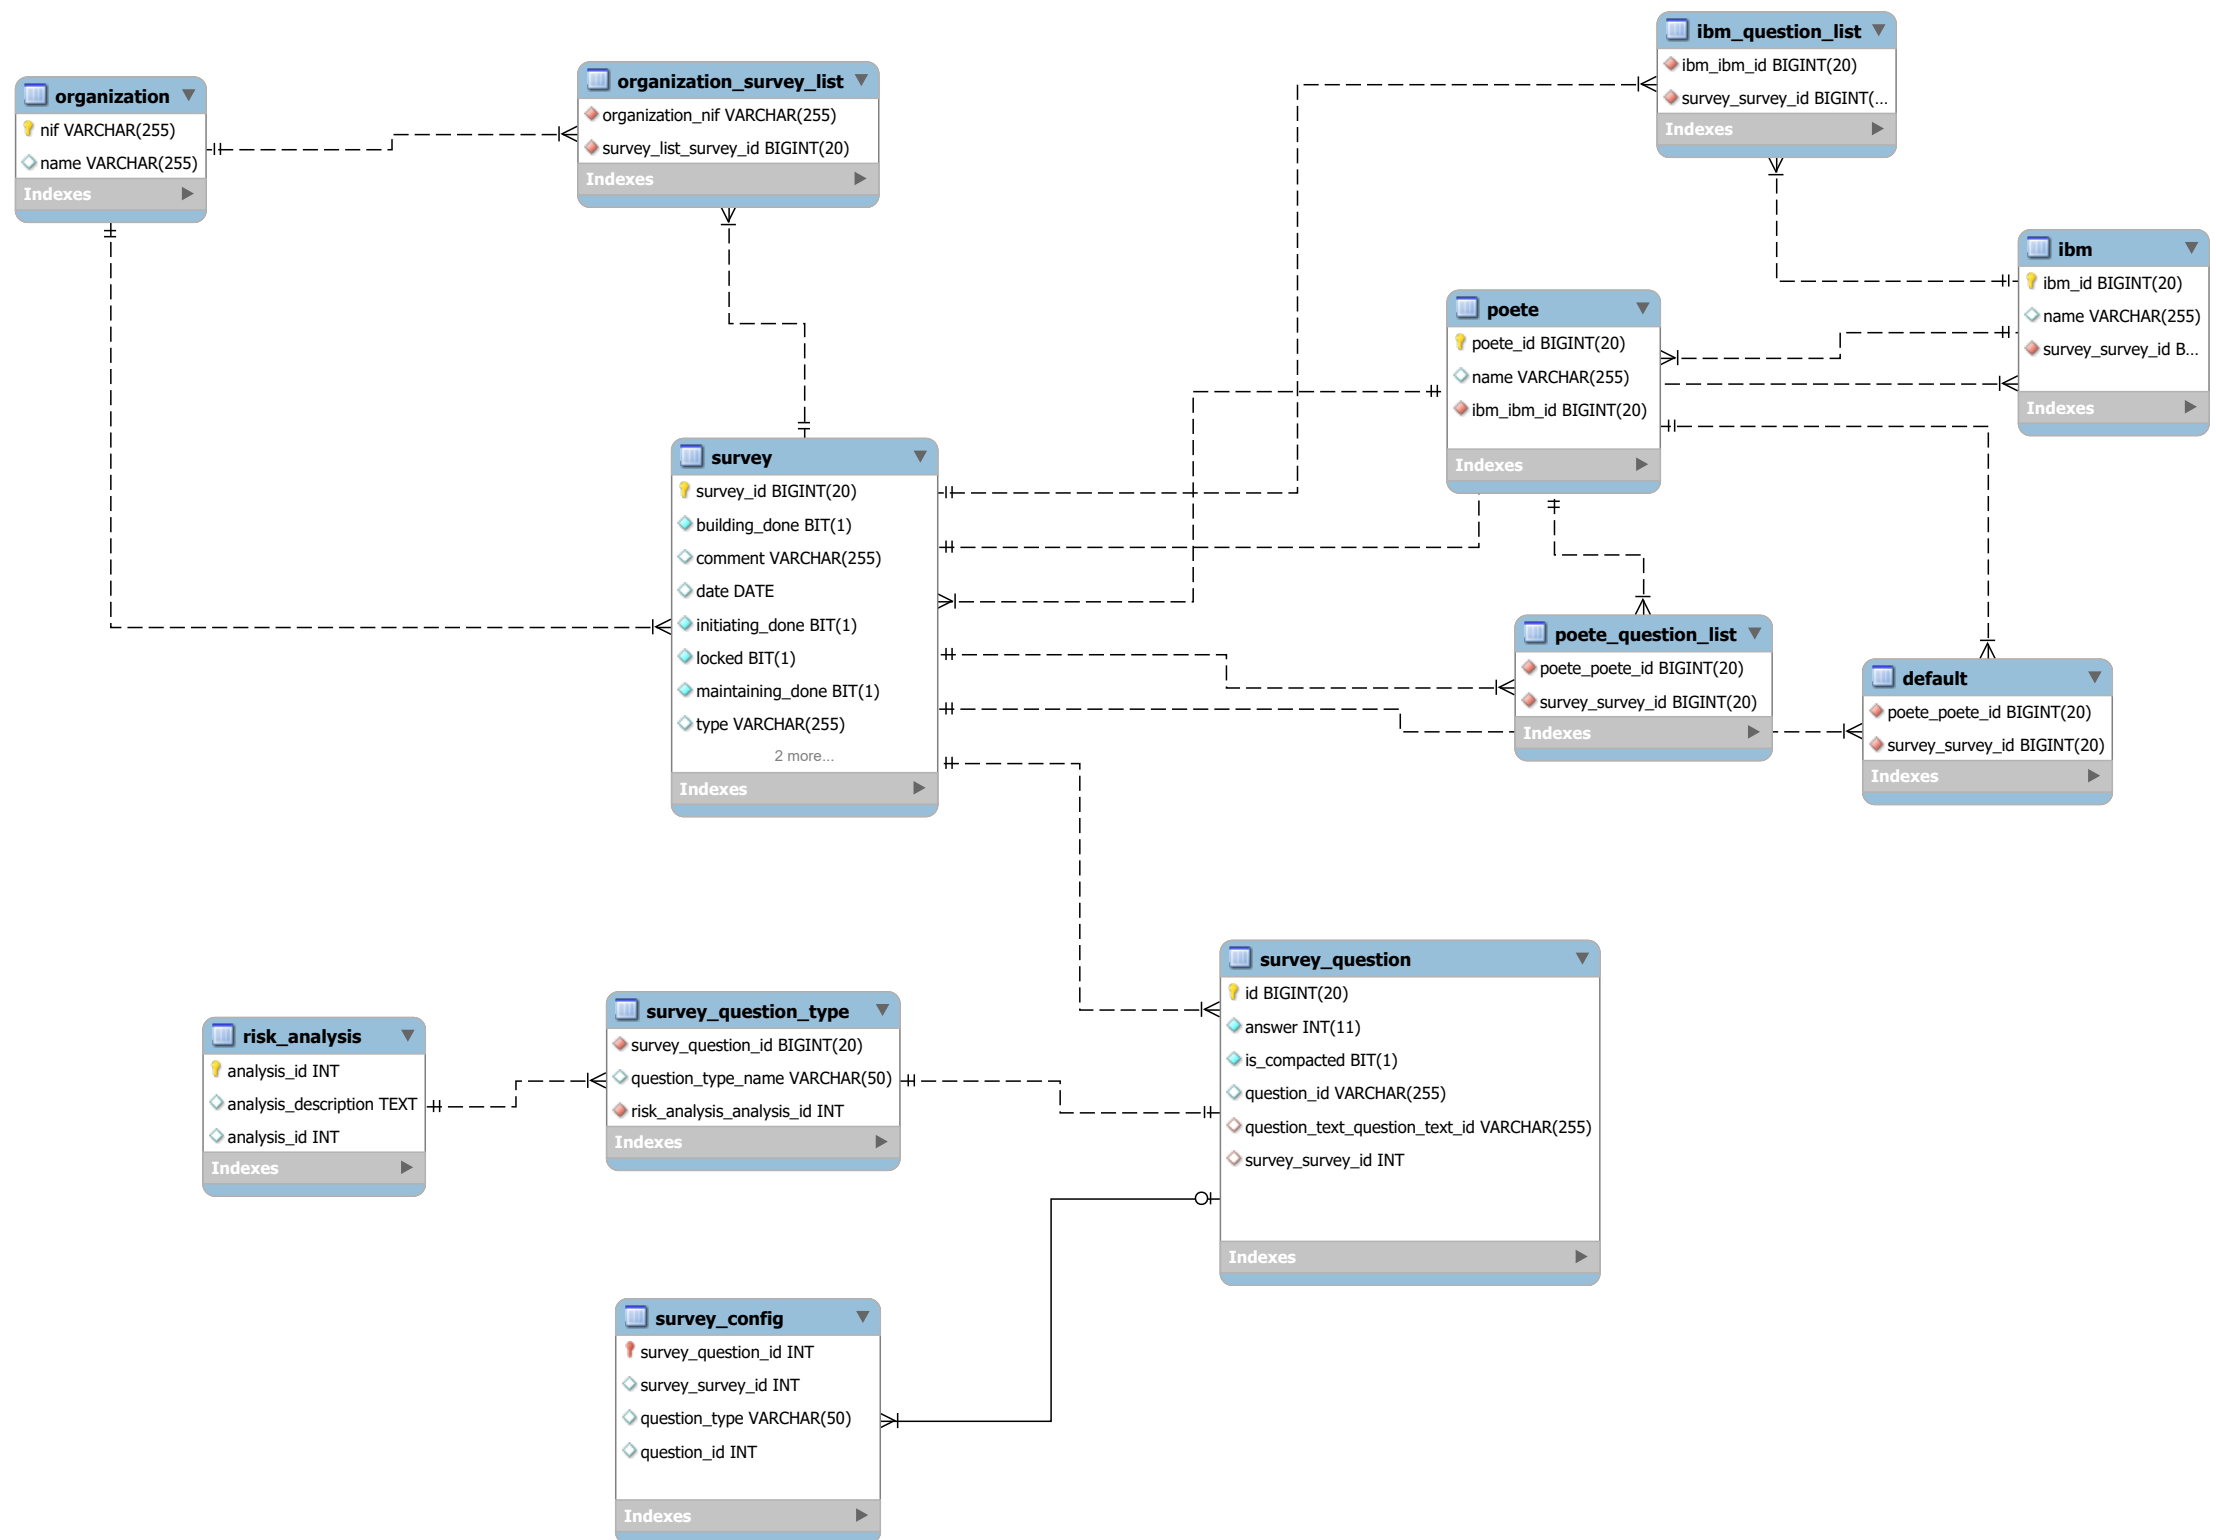 organization
nif VARCHAR(255)
name VARCHAR(255)
Indexes
organization_survey_list
organization_nif VARCHAR(255)
survey_list_survey_id BIGINT(20)
Indexes
ibm_question_list
ibm_ibm_id BIGINT(20)
survey_survey_id BIGINT(...
Indexes
ibm
ibm_id BIGINT(20)
name VARCHAR(255)
survey_survey_id B...
Indexes
poete
poete_id BIGINT(20)
name VARCHAR(255)
ibm_ibm_id BIGINT(20)
Indexes
survey
survey_id BIGINT(20)
building_done BIT(1)
comment VARCHAR(255)
date DATE
initiating_done BIT(1)
locked BIT(1)
maintaining_done BIT(1)
type VARCHAR(255)
2 more...
Indexes
poete_question_list
poete_poete_id BIGINT(20)
survey_survey_id BIGINT(20)
Indexes
default
poete_poete_id BIGINT(20)
survey_survey_id BIGINT(20)
Indexes
survey_question
id BIGINT(20)
answer INT(11)
is_compacted BIT(1)
question_id VARCHAR(255)
question_text_question_text_id VARCHAR(255)
survey_survey_id INT
Indexes
survey_question_type
survey_question_id BIGINT(20)
question_type_name VARCHAR(50)
risk_analysis_analysis_id INT
Indexes
risk_analysis
analysis_id INT
analysis_description TEXT
analysis_id INT
Indexes
survey_config
survey_question_id INT
survey_survey_id INT
question_type VARCHAR(50)
question_id INT
Indexes